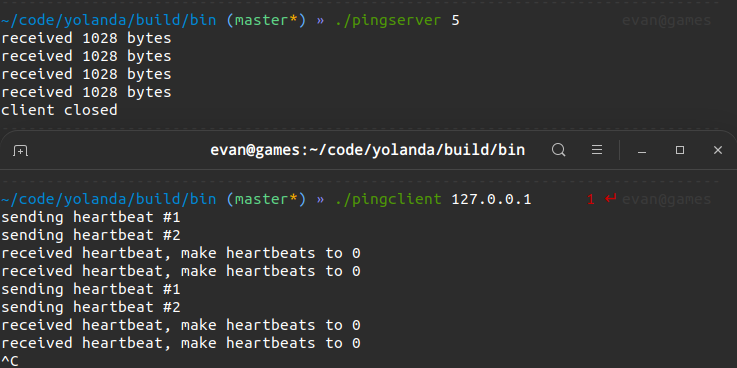 ~/code/yolanda/build/bin (master*) » ./pingserver 5 evan@games
received 1028 bytes
received 1028 bytes
received 1028 bytes
received 1028 bytes
client closed
evan@games:~/code/yolanda/build/bin
~/code/yolanda/build/bin (master*) » ./pingclient 127.0.0.1 1 ↵ evan@games
sending heartbeat #1
sending heartbeat #2
received heartbeat, make heartbeats to 0
received heartbeat, make heartbeats to 0
sending heartbeat #1
sending heartbeat #2
received heartbeat, make heartbeats to 0
received heartbeat, make heartbeats to 0
^C